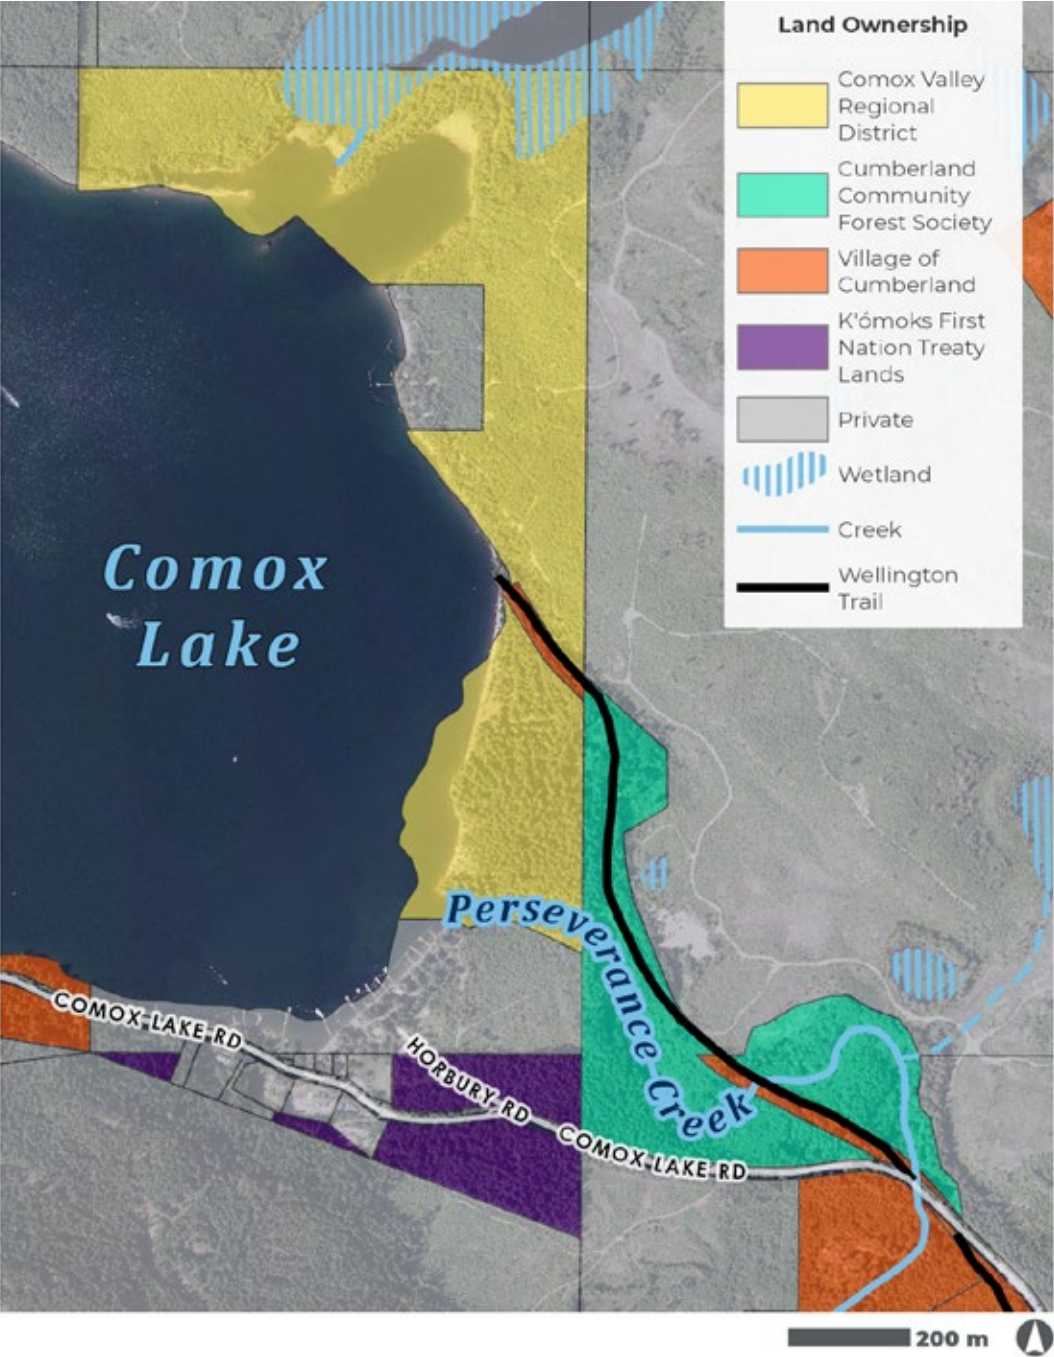 Land Ownership
Comox Valley
Regional
District
Cumberland
Community
Forest Society
Village of
Cumberland
K'ómoks First
Nation Treaty
Lands
Private
Wetland
Creek
Wellington
Trail
Comox
Lake
Perseverance Creek
COMOX LAKE RD
HORBURY RD
COMOX LAKE RD
200 m